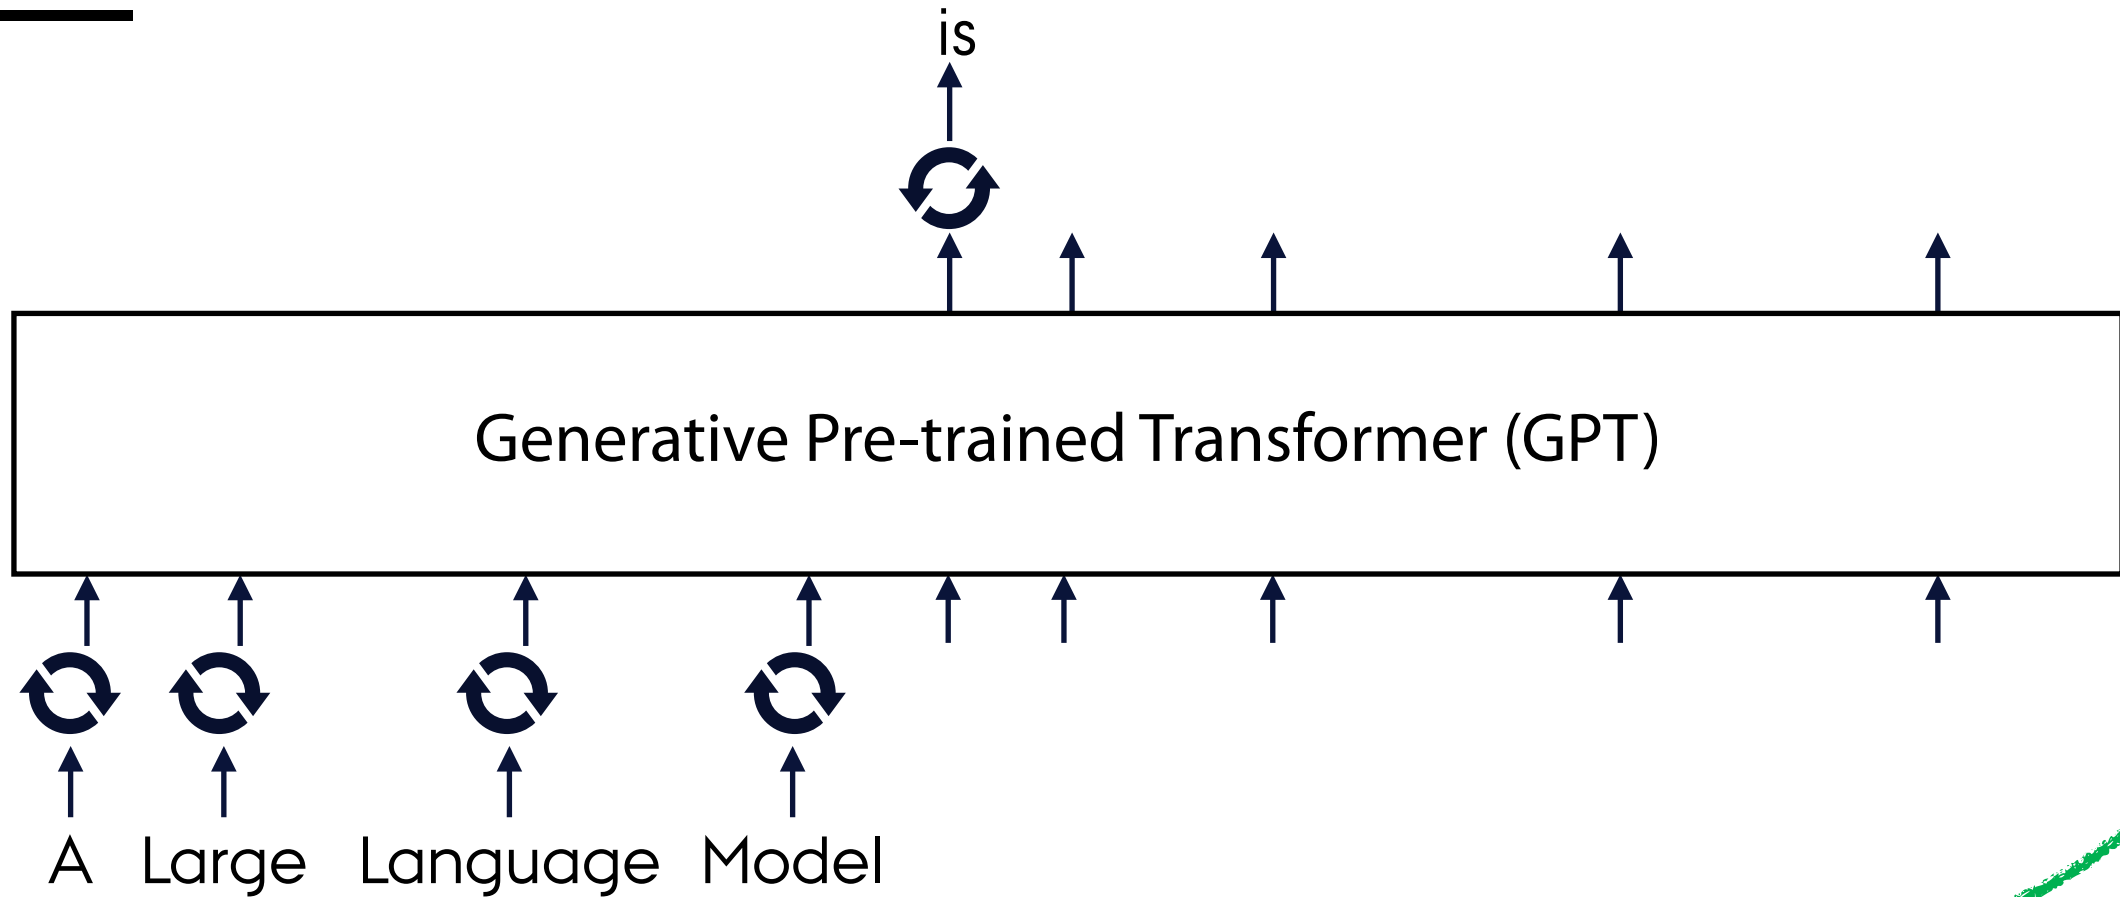 is
Generative Pre-trained Transformer (GPT)
A Large Language Model